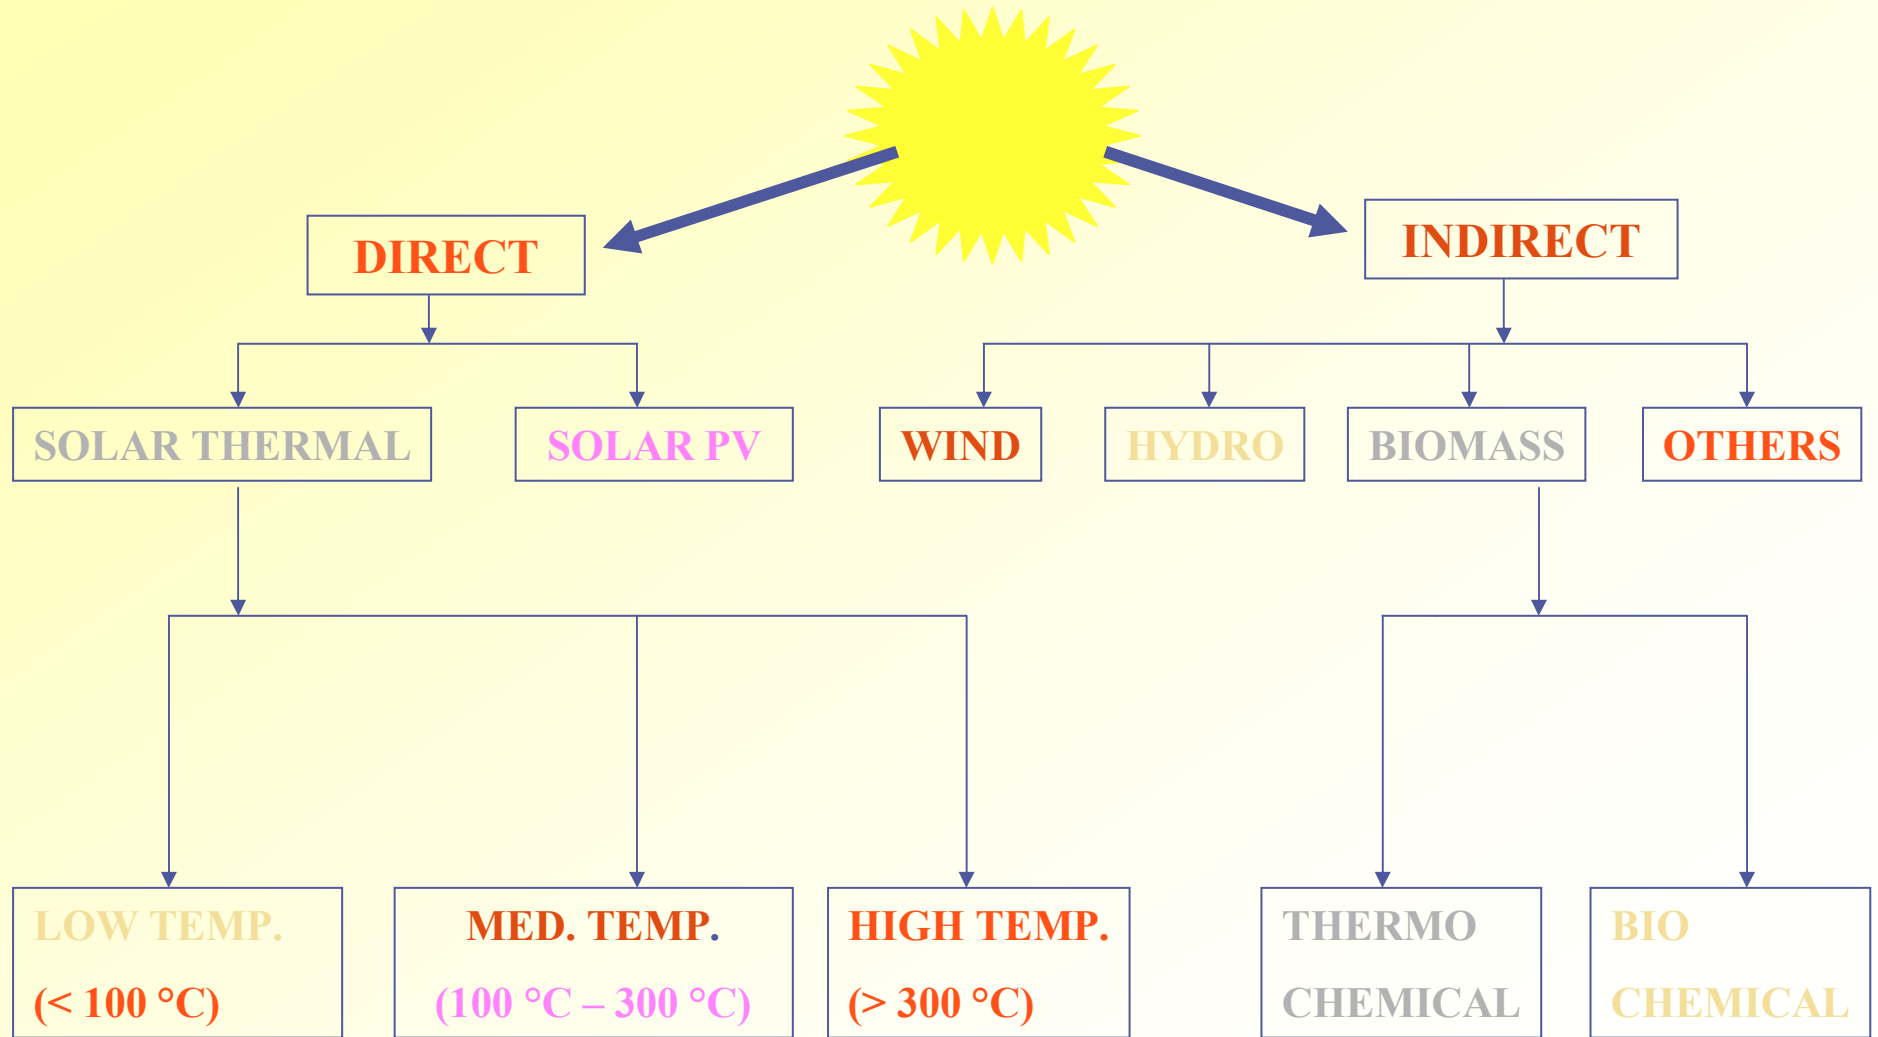 DIRECT
INDIRECT
SOLAR THERMAL
SOLAR PV
WIND
HYDRO
BIOMASS
OTHERS
LOW TEMP.
(< 100 °C)
MED. TEMP.
(100 °C – 300 °C)
HIGH TEMP.
(> 300 °C)
THERMO
CHEMICAL
BIO
CHEMICAL